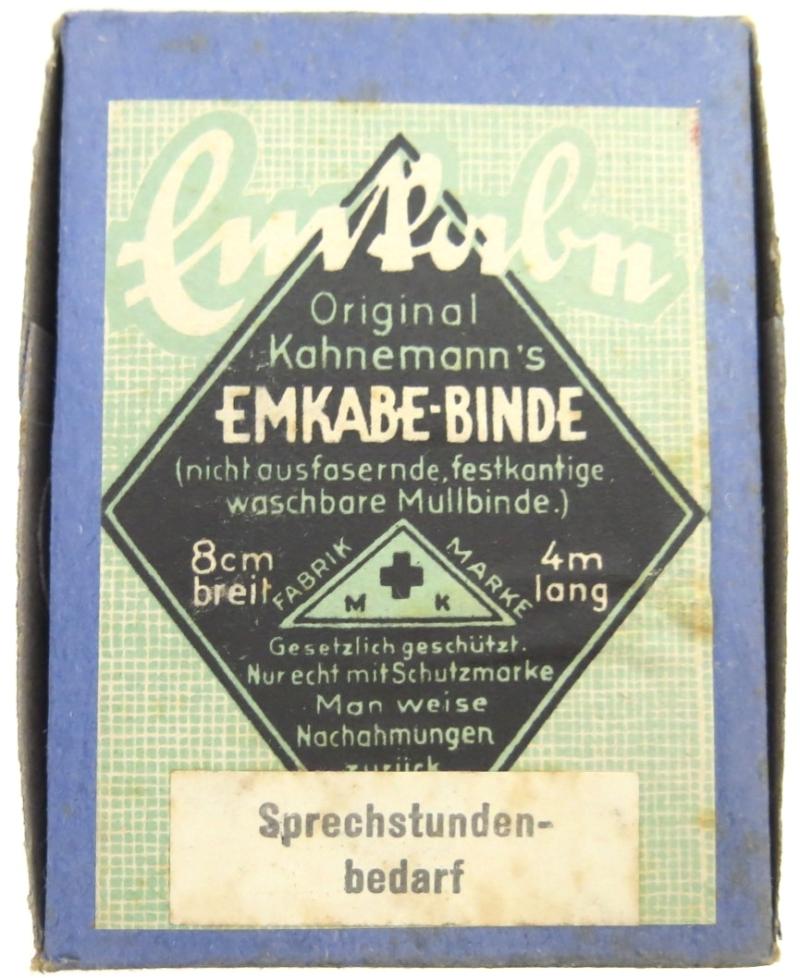 Emkabe
Original
Kahnemann's
EMKABE-BINDE
(nicht ausfasernde, festkantige,
waschbare Mullbinde.)
8cm
breit
FABRIK MARKE
M K
4m
lang
Gesetzlich geschützt.
Nur echt mit Schutzmarke
Man weise
Nachahmungen
zurück
Sprechstunden-
bedarf